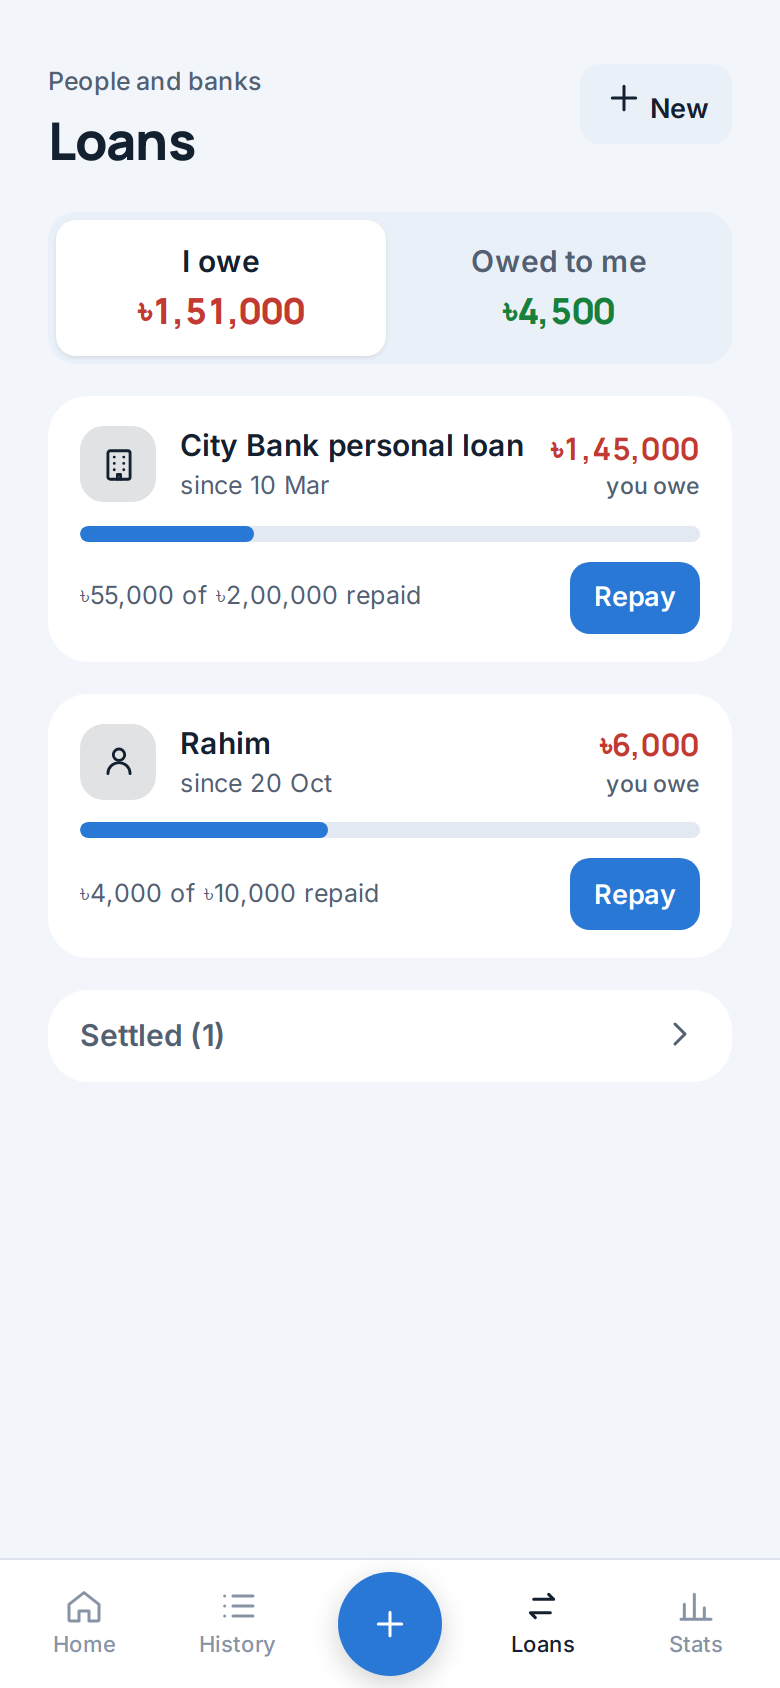 People and banks
Loans
New
I owe
৳1,51,000
Owed to me
৳4,500
City Bank personal loan
৳1,45,000
since 10 Mar
you owe
৳55,000 of ৳2,00,000 repaid
Repay
Rahim
৳6,000
since 20 Oct
you owe
৳4,000 of ৳10,000 repaid
Repay
Settled (1)
Home
History
Loans
Stats